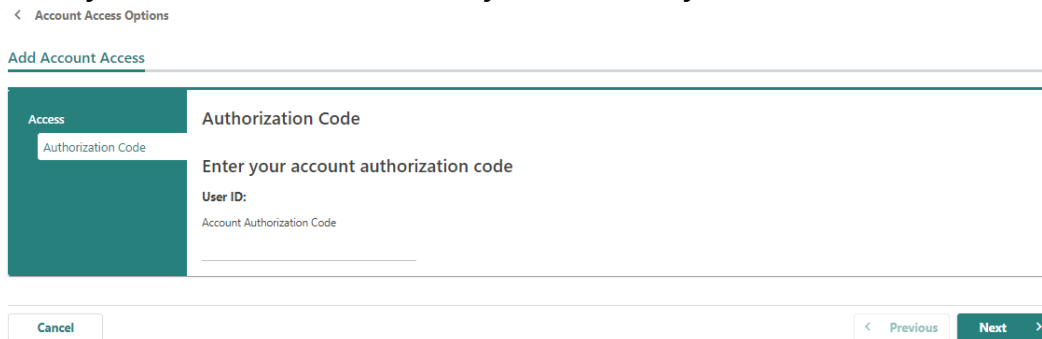 Account Access Options
Add Account Access
Access
Authorization Code
Authorization Code
Enter your account authorization code
User ID:
Account Authorization Code
Cancel
Previous
Next